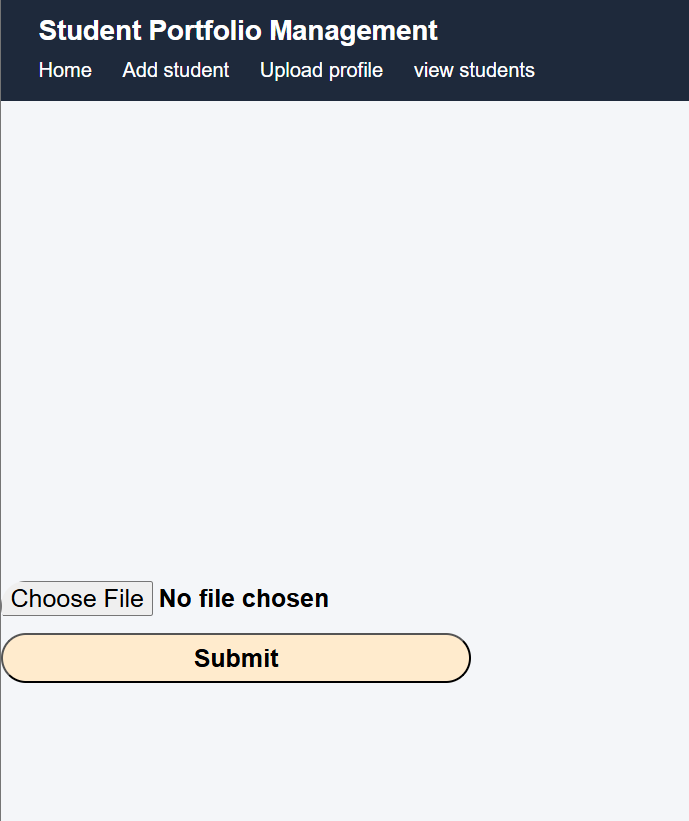 Student Portfolio Management
Home Add student Upload profile view students
Choose File No file chosen
Submit